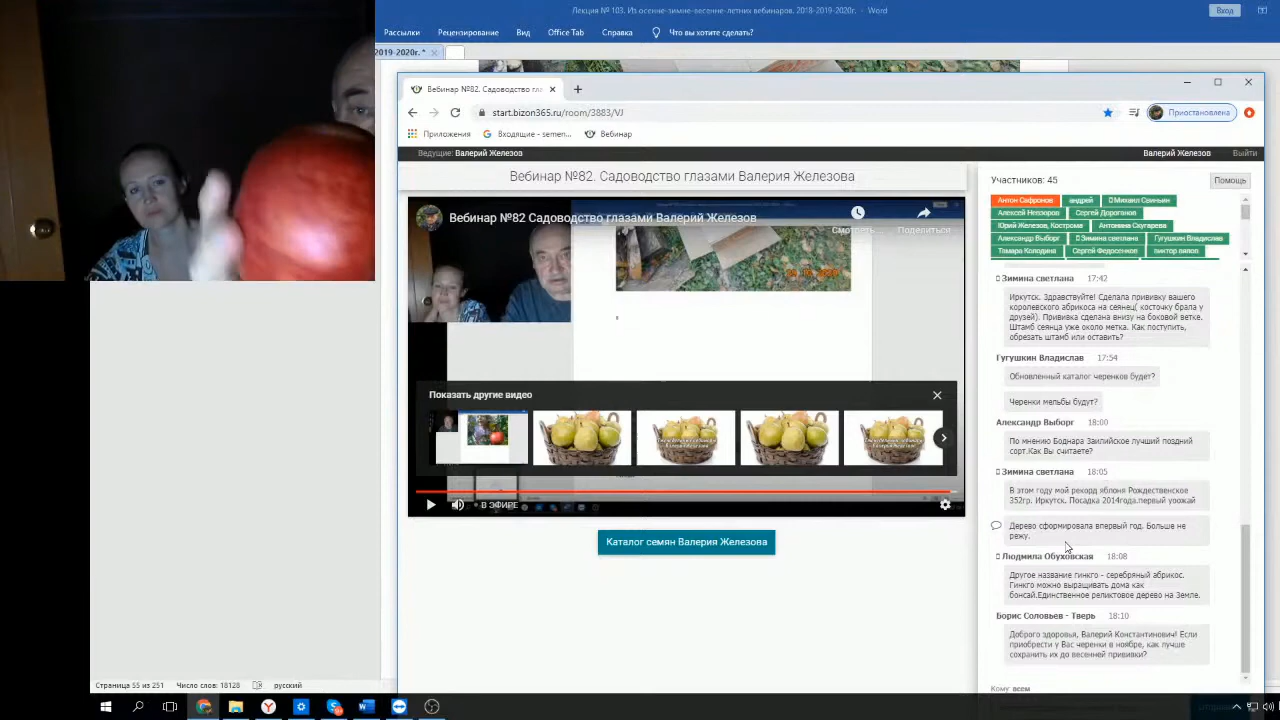 Лекция № 103. Из осенне-зимне-весенне-летних вебинаров. 2018-2019-2020г. - Word
Вход
Рассылки Рецензирование Вид Office Tab Справка Что вы хотите сделать?
2019-2020г. *
Вебинар №82. Садоводство гла
start.bizon365.ru/room/3883/VJ
Приостановлена
Приложения Входящие - semen... Вебинар
Ведущие: Валерий Железов
Валерий Железов Выйти
Вебинар №82. Садоводство глазами Валерия Железова
Вебинар №82 Садоводство глазами Валерий Железов
Смотреть... Поделиться
Показать другие видео
В ЭФИРЕ
Каталог семян Валерия Железова
Участников: 45
Помощь
Антон Сафронов андрей Михаил Свиньин
Алексей Невзоров Сергей Дороганов
Юрий Железов, Кострома Антонина Скугарева
Александр Выборг Зимина светлана Гугушкин Владислав
Тамара Колодина Сергей Федосенков виктор вялов
Зимина светлана 17:42
Иркутск. Здравствуйте! Сделала прививку вашего
королевского абрикоса на сеянец( косточку брала у
друзей). Прививка сделана внизу на боковой ветке.
Штамб сеянца уже около метка. Как поступить,
обрезать штамб или оставить?
Гугушкин Владислав 17:54
Обновленный каталог черенков будет?
Черенки мельбы будут?
Александр Выборг 18:00
По мнению Боднара Заилийское лучший поздний
сорт.Как Вы считаете?
Зимина светлана 18:05
В этом году мой рекорд яблоня Рождественское
352гр. Иркутск. Посадка 2014года.первый урожай
Дерево сформировала впервый год. Больше не
режу.
Людмила Обуховская 18:08
Другое название гинкго - серебряный абрикос.
Гинкго можно выращивать дома как
бонсай.Единственное реликтовое дерево на Земле.
Борис Соловьев - Тверь 18:10
Доброго здоровья, Валерий Константинович! Если
приобрести у Вас черенки в ноябре, как лучше
сохранить их до весенней прививки?
Кому: всем
Страница 55 из 251 Число слов: 18128 русский